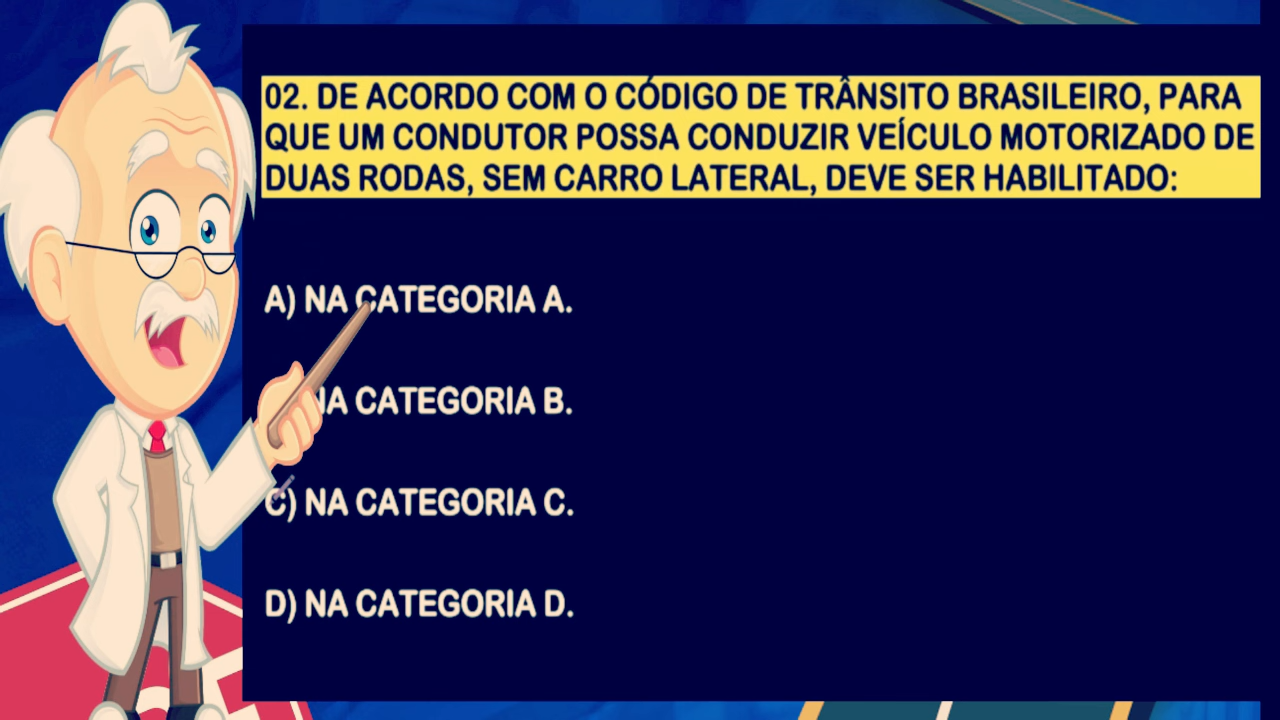 02. DE ACORDO COM O CÓDIGO DE TRÂNSITO BRASILEIRO, PARA
QUE UM CONDUTOR POSSA CONDUZIR VEÍCULO MOTORIZADO DE
DUAS RODAS, SEM CARRO LATERAL, DEVE SER HABILITADO:
A) NA CATEGORIA A.
NA CATEGORIA B.
C) NA CATEGORIA C.
D) NA CATEGORIA D.